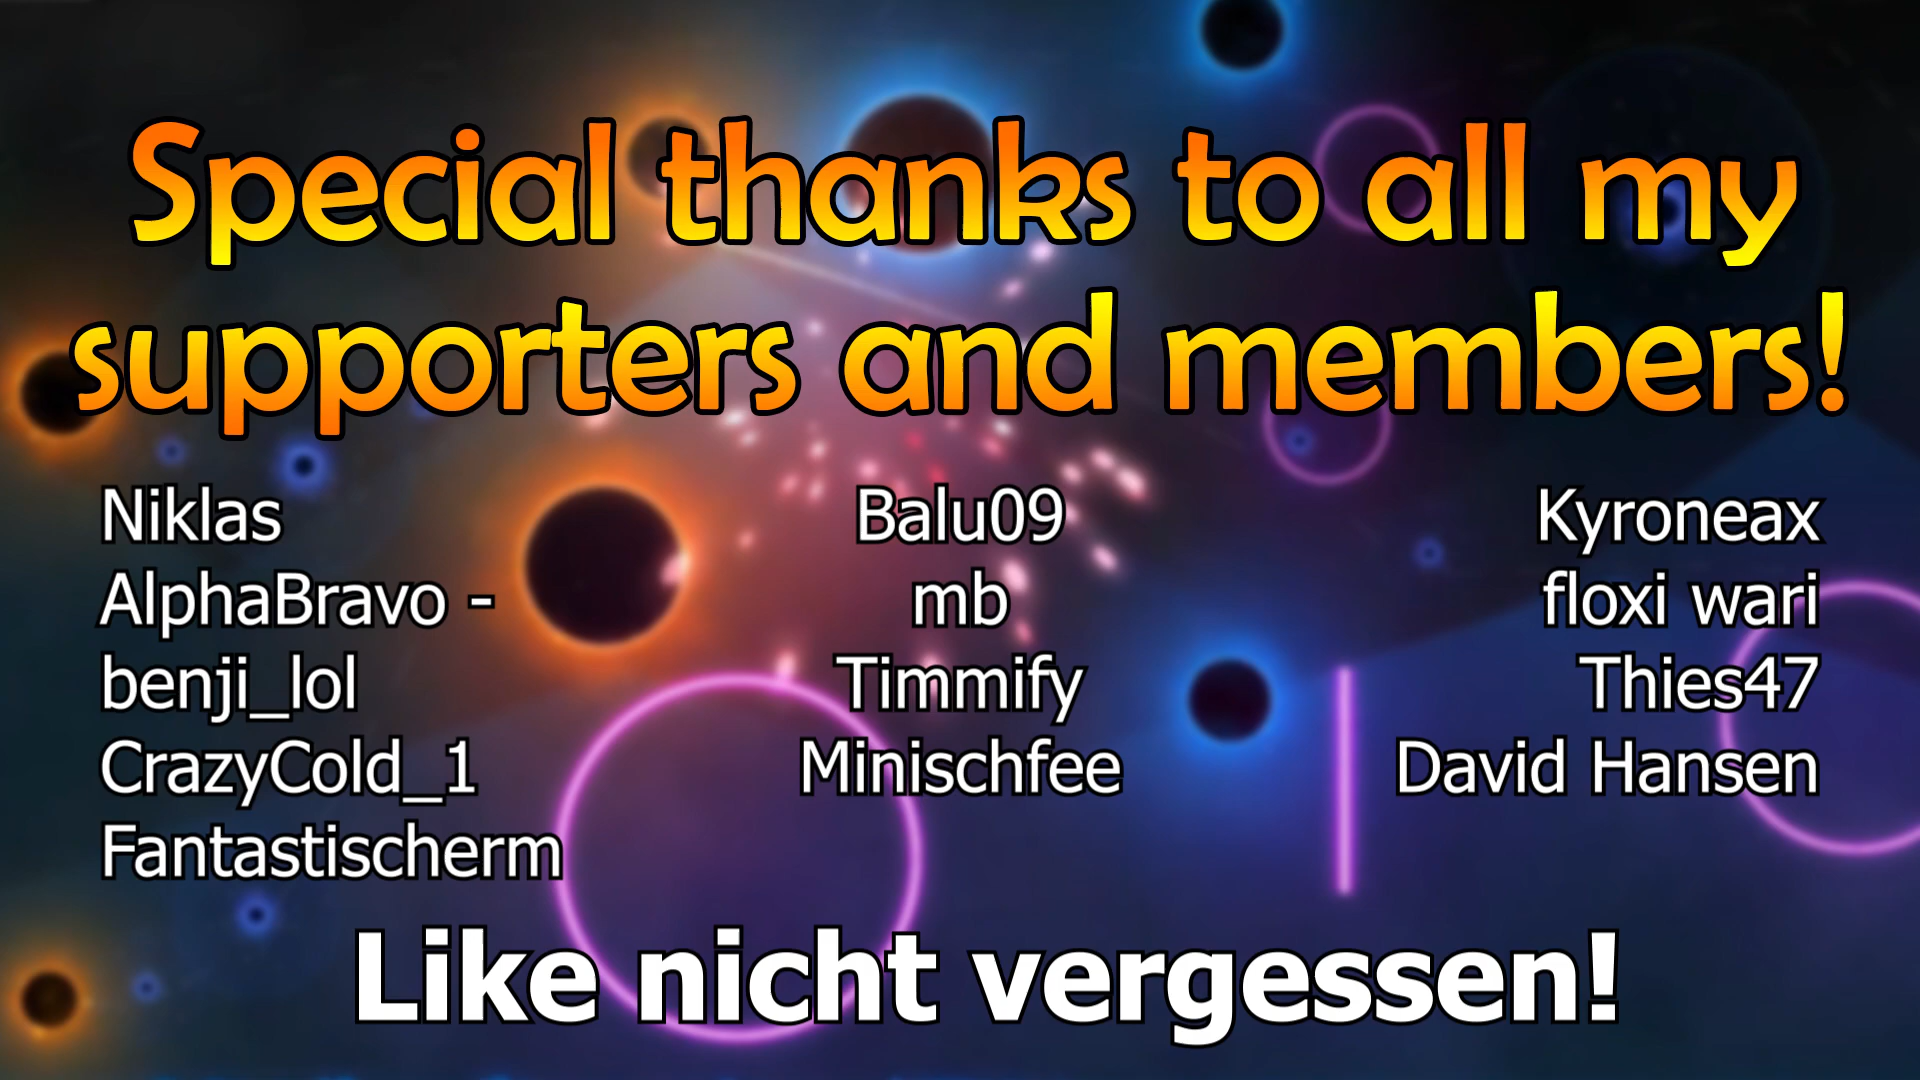 Special thanks to all my
supporters and members!
Niklas
AlphaBravo -
benji_lol
CrazyCold_1
Fantastischerm
Balu09
mb
Timmify
Minischfee
Kyroneax
floxi wari
Thies47
David Hansen
Like nicht vergessen!